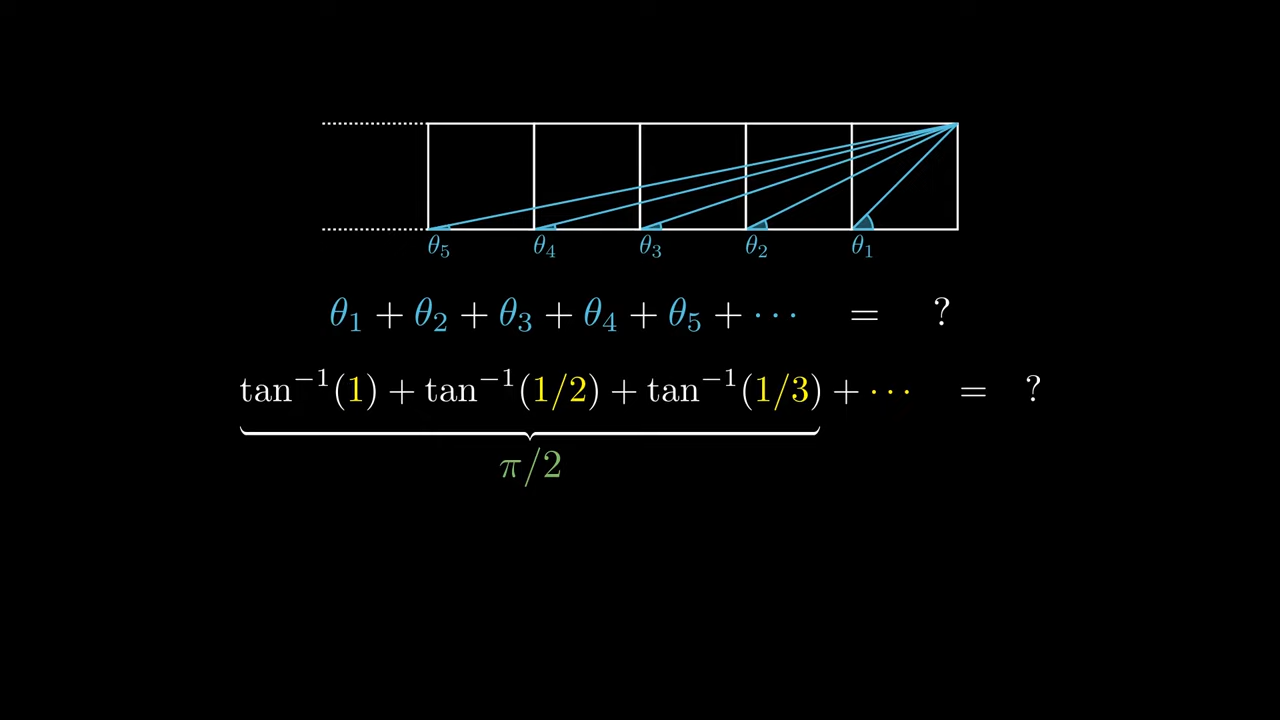 θ₅ θ₄ θ₃ θ₂ θ₁
θ₁ + θ₂ + θ₃ + θ₄ + θ₅ + ⋯ = ?
tan⁻¹(1) + tan⁻¹(1/2) + tan⁻¹(1/3) + ⋯ = ?
π/2